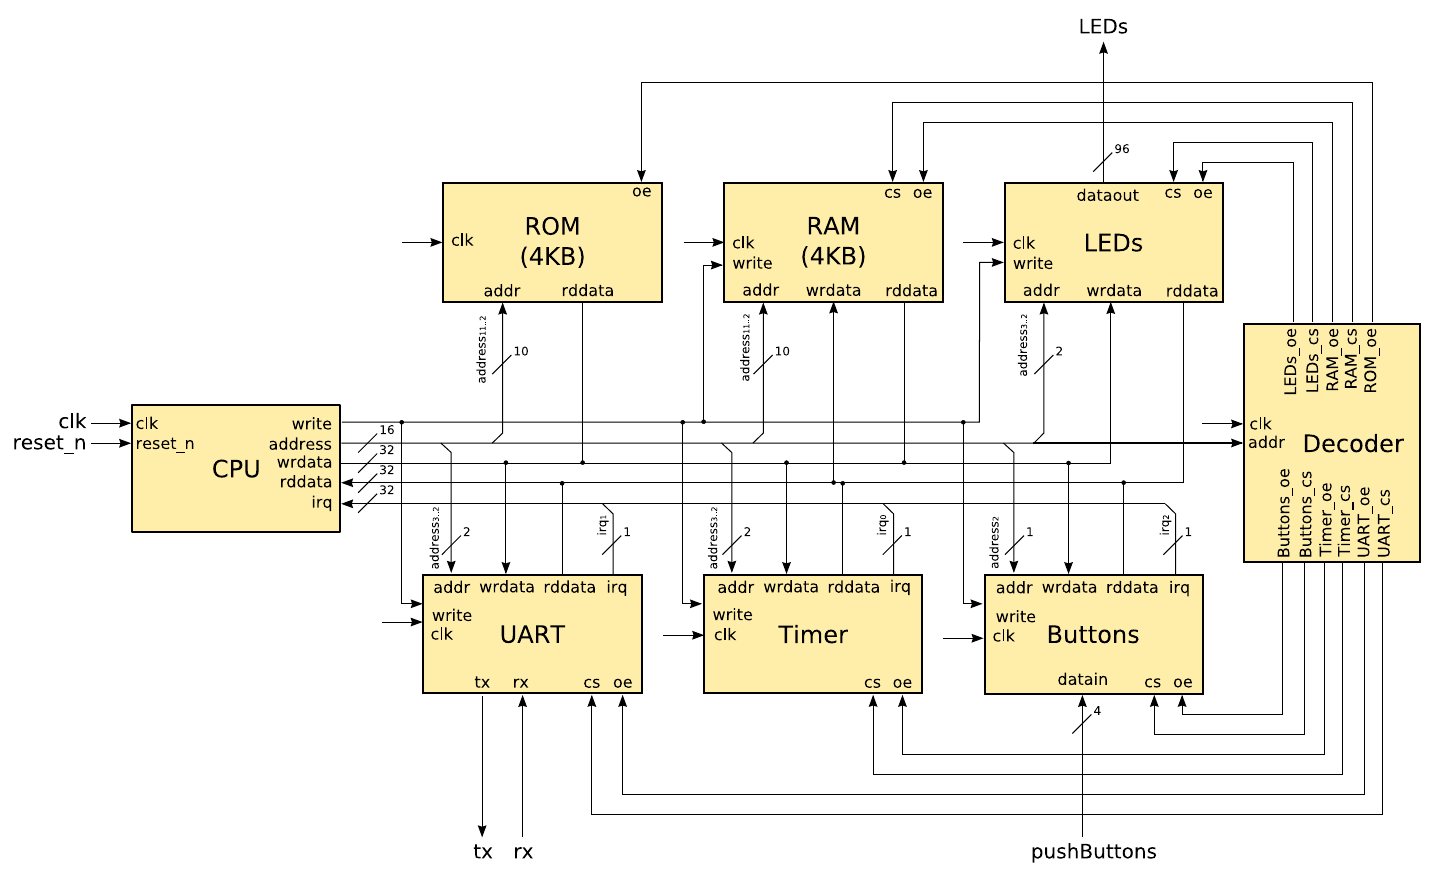 LEDs
96
oe
ROM
(4KB)
clk
addr
rddata
cs
oe
RAM
(4KB)
clk
write
addr
wrdata
rddata
dataout
cs
oe
LEDs
clk
write
addr
wrdata
rddata
address11..2
10
address11..2
10
address3..2
2
LEDs_oe
LEDs_cs
RAM_oe
RAM_cs
ROM_oe
clk
addr
Decoder
Buttons_oe
Buttons_cs
Timer_oe
Timer_cs
UART_oe
UART_cs
clk
reset_n
clk
reset_n
CPU
write
address
wrdata
rddata
irq
16
32
32
32
address3..2
2
irq1
1
address3..2
2
irq0
1
address2
1
irq2
1
addr
wrdata
rddata
irq
write
clk
UART
tx
rx
cs
oe
addr
wrdata
rddata
irq
write
clk
Timer
cs
oe
addr
wrdata
rddata
irq
write
clk
Buttons
datain
cs
oe
4
tx
rx
pushButtons